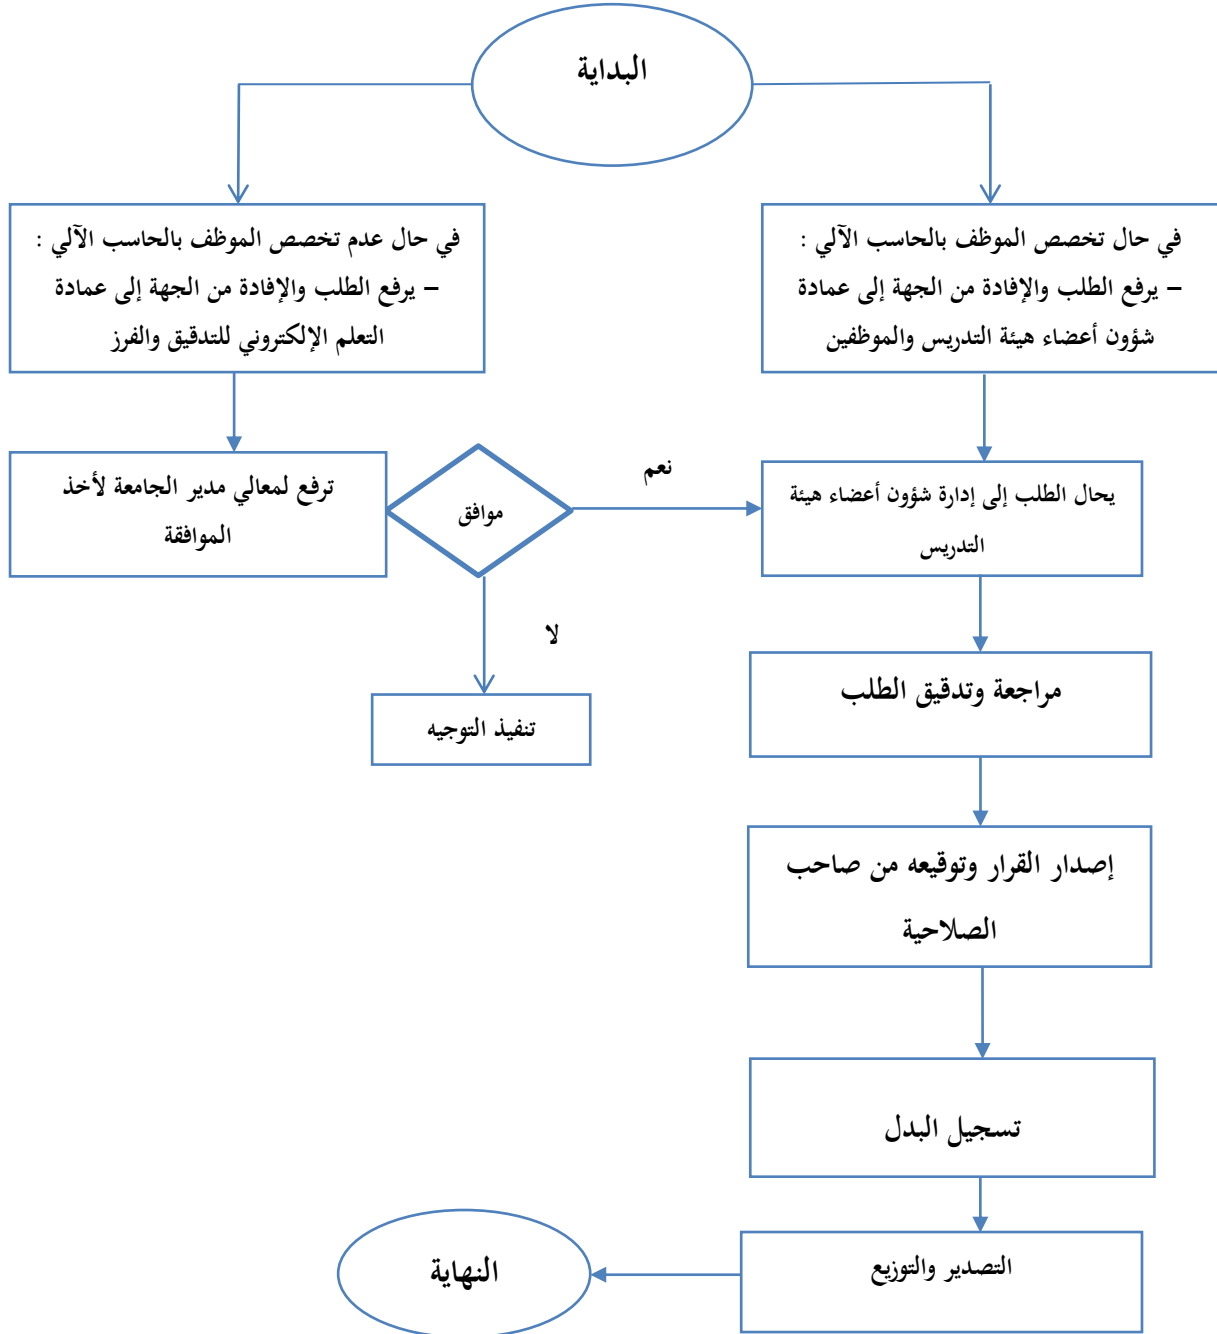 البداية
في حال تخصص الموظف بالحاسب الآلي :
– يرفع الطلب والإفادة من الجهة إلى عمادة
شؤون أعضاء هيئة التدريس والموظفين
في حال عدم تخصص الموظف بالحاسب الآلي :
– يرفع الطلب والإفادة من الجهة إلى عمادة
التعلم الإلكتروني للتدقيق والفرز
ترفع لمعالي مدير الجامعة لأخذ
الموافقة
موافق
نعم
لا
تنفيذ التوجيه
يحال الطلب إلى إدارة شؤون أعضاء هيئة
التدريس
مراجعة وتدقيق الطلب
إصدار القرار وتوقيعه من صاحب
الصلاحية
تسجيل البدل
التصدير والتوزيع
النهاية